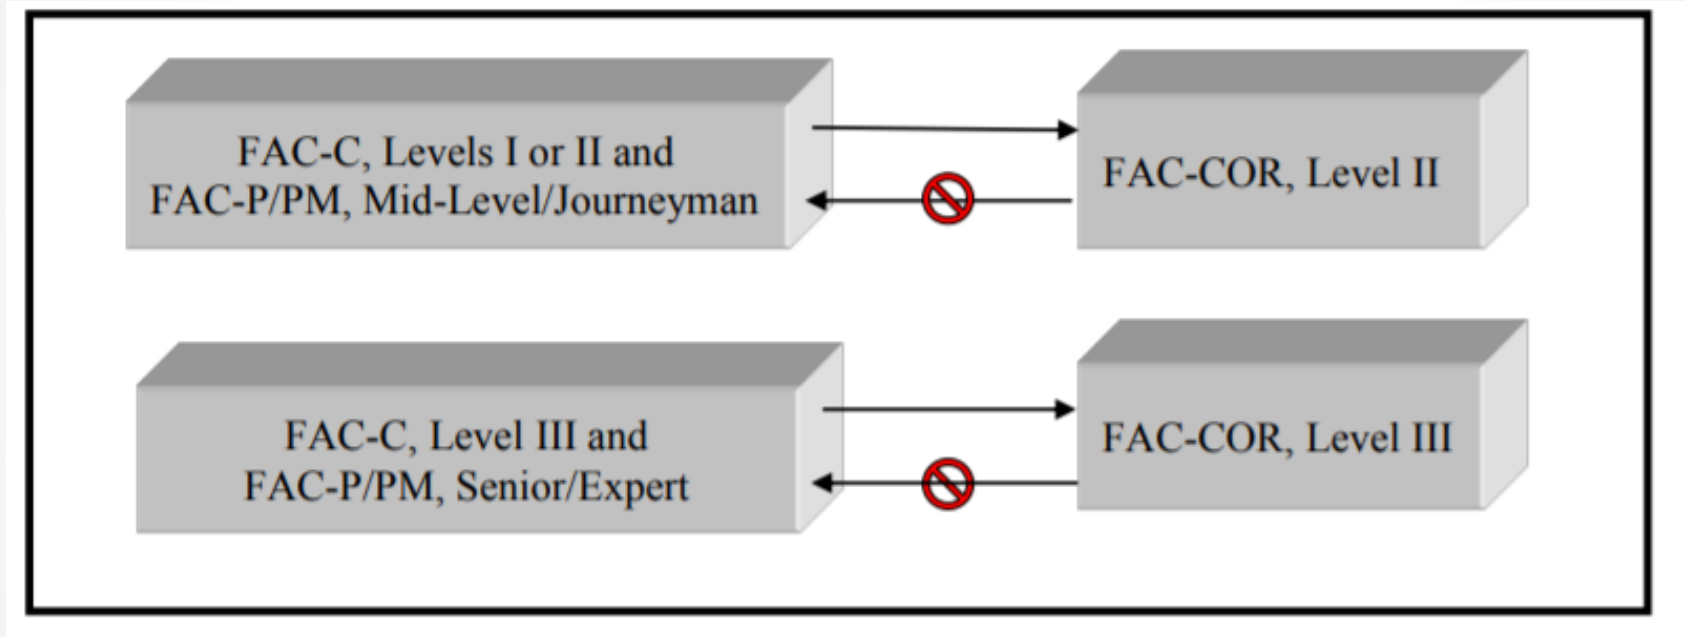 FAC-C, Levels I or II and
FAC-P/PM, Mid-Level/Journeyman
FAC-COR, Level II
FAC-C, Level III and
FAC-P/PM, Senior/Expert
FAC-COR, Level III